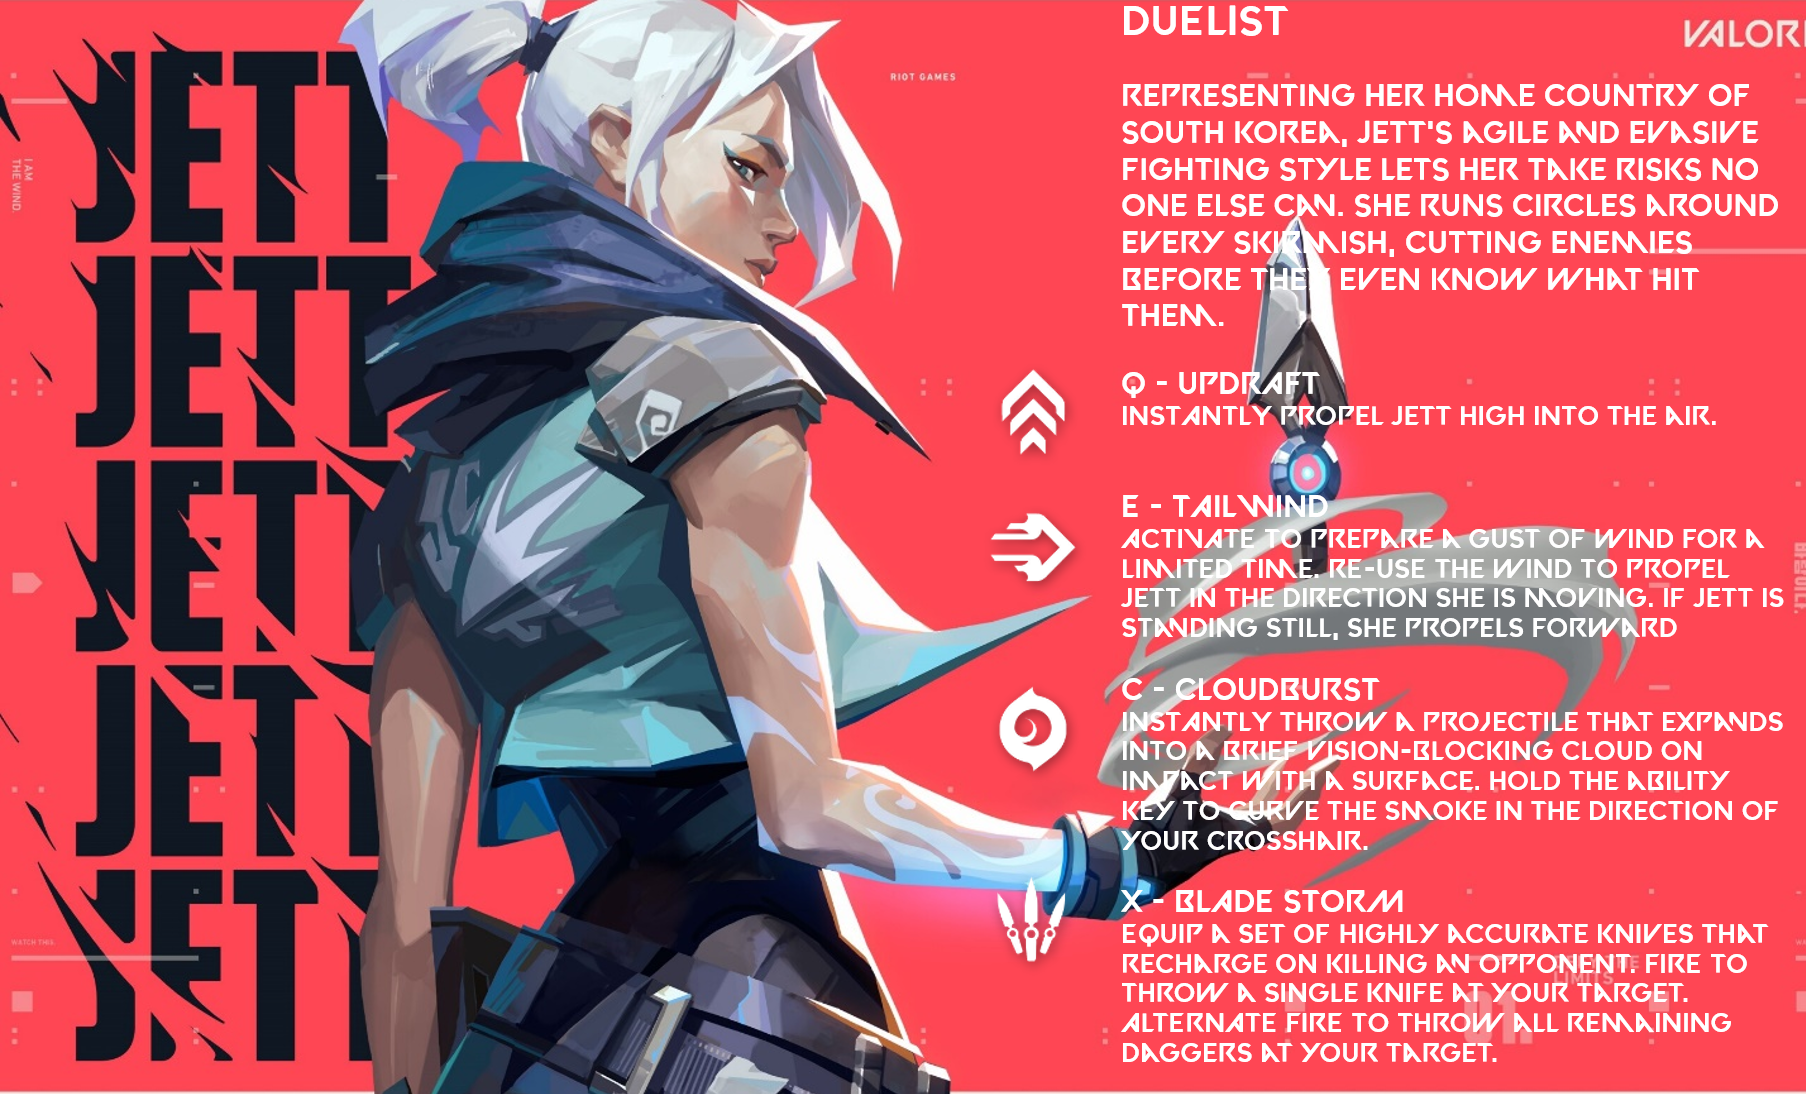 JETT
JETT
JETT
JETT
JETT
I AM
THE WIND.
WATCH THIS.
RIOT GAMES
VALOR
DUELIST
REPRESENTING HER HOME COUNTRY OF
SOUTH KOREA, JETT'S AGILE AND EVASIVE
FIGHTING STYLE LETS HER TAKE RISKS NO
ONE ELSE CAN. SHE RUNS CIRCLES AROUND
EVERY SKIRMISH, CUTTING ENEMIES
BEFORE THEY EVEN KNOW WHAT HIT
THEM.
Q - UPDRAFT
INSTANTLY PROPEL JETT HIGH INTO THE AIR.
E - TAILWIND
ACTIVATE TO PREPARE A GUST OF WIND FOR A
LIMITED TIME. RE-USE THE WIND TO PROPEL
JETT IN THE DIRECTION SHE IS MOVING. IF JETT IS
STANDING STILL, SHE PROPELS FORWARD
C - CLOUDBURST
INSTANTLY THROW A PROJECTILE THAT EXPANDS
INTO A BRIEF VISION-BLOCKING CLOUD ON
IMPACT WITH A SURFACE. HOLD THE ABILITY
KEY TO CURVE THE SMOKE IN THE DIRECTION OF
YOUR CROSSHAIR.
X - BLADE STORM
EQUIP A SET OF HIGHLY ACCURATE KNIVES THAT
RECHARGE ON KILLING AN OPPONENT. FIRE TO
THROW A SINGLE KNIFE AT YOUR TARGET.
ALTERNATE FIRE TO THROW ALL REMAINING
DAGGERS AT YOUR TARGET.
LIMITS
01.